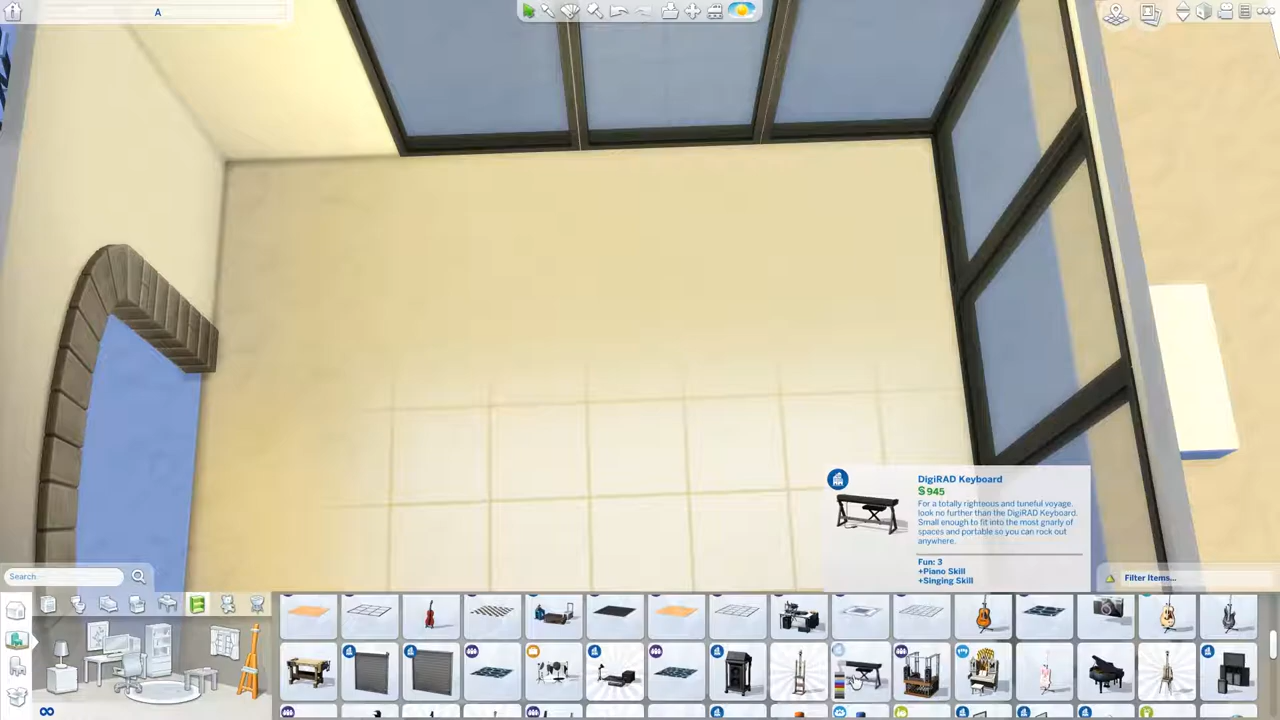 A
DigiRAD Keyboard
§945
For a totally righteous and tuneful voyage,
look no further than the DigiRAD Keyboard.
Small enough to fit into the most gnarly of
spaces and portable so you can rock out
anywhere.
Fun: 3
+Piano Skill
+Singing Skill
Search...
Filter Items...